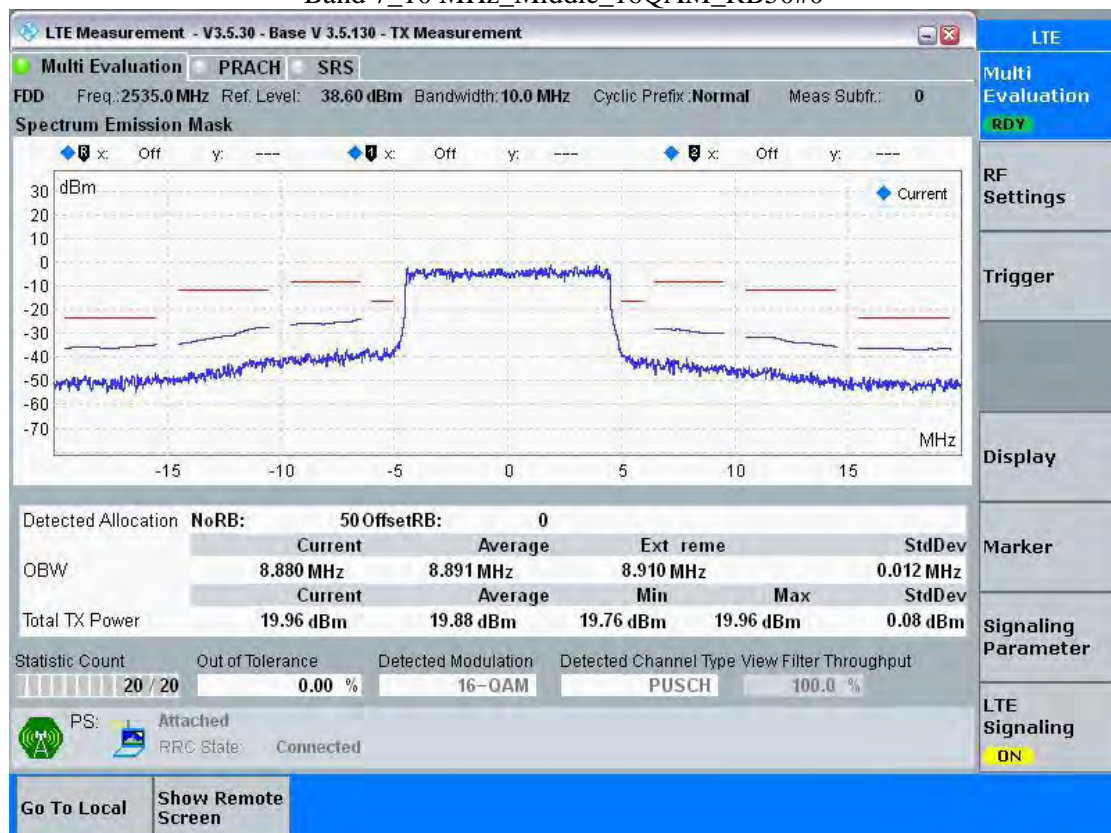 Band 7_10 MHz_Middle_16QAM_RB50#0
LTE Measurement - V3.5.30 - Base V 3.5.130 - TX Measurement
LTE
Multi Evaluation PRACH SRS
Multi Evaluation
RDY
FDD Freq.:2535.0 MHz Ref. Level: 38.60 dBm Bandwidth:10.0 MHz Cyclic Prefix :Normal Meas Subfr.: 0
Spectrum Emission Mask
R x: Off y: --- 1 x: Off y: --- 2 x: Off y: ---
dBm
Current
30
20
10
0
-10
-20
-30
-40
-50
-60
-70
MHz
-15 -10 -5 0 5 10 15
RF Settings
Trigger
Display
Marker
Signaling Parameter
LTE Signaling
ON
Detected Allocation NoRB: 50 OffsetRB: 0
Current Average Ext reme StdDev
OBW 8.880 MHz 8.891 MHz 8.910 MHz 0.012 MHz
Current Average Min Max StdDev
Total TX Power 19.96 dBm 19.88 dBm 19.76 dBm 19.96 dBm 0.08 dBm
Statistic Count Out of Tolerance Detected Modulation Detected Channel Type View Filter Throughput
20 / 20 0.00 % 16-QAM PUSCH 100.0 %
PS: Attached
RRC State: Connected
Go To Local
Show Remote Screen